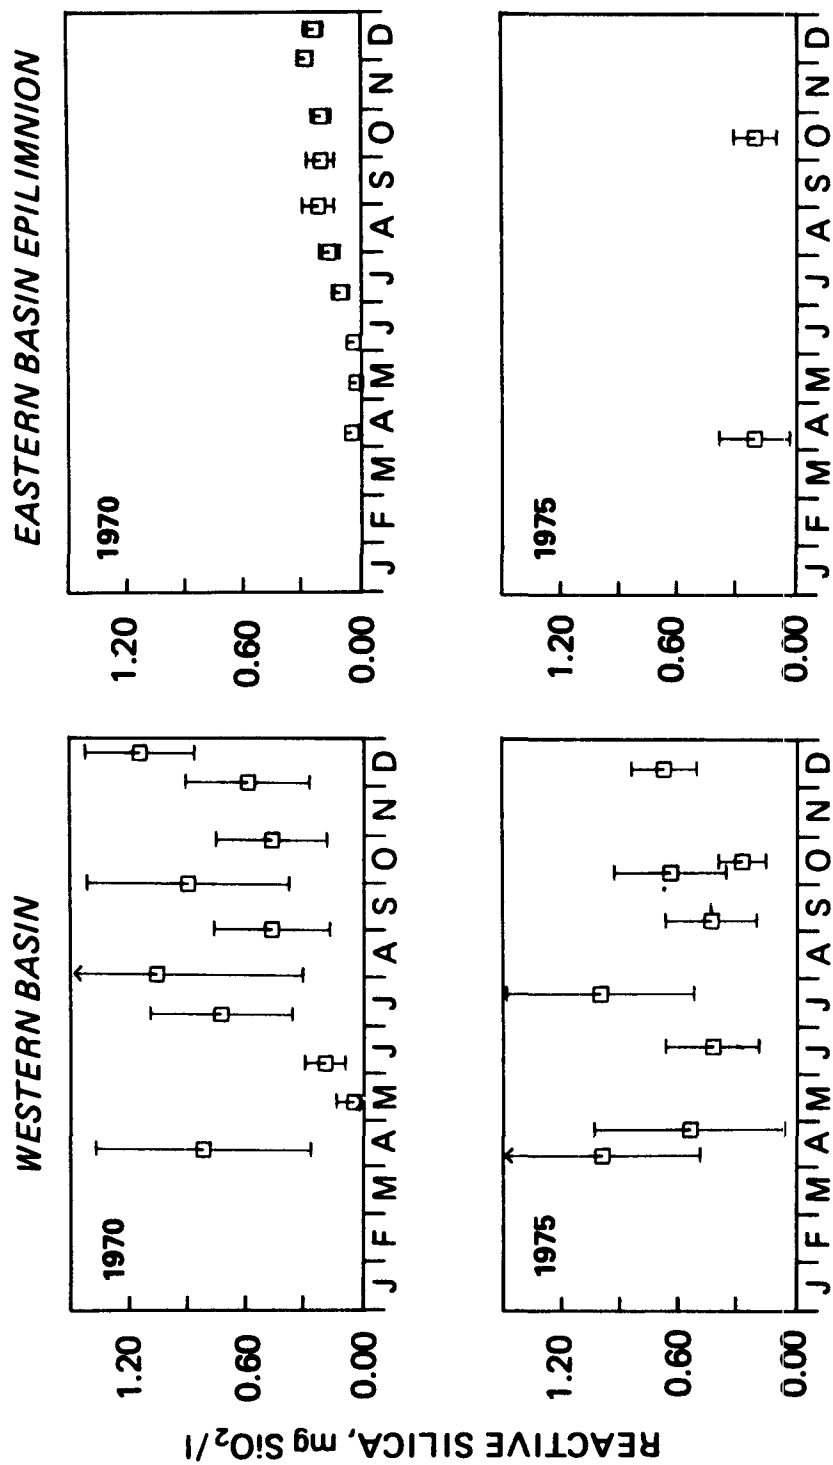 WESTERN BASIN
EASTERN BASIN EPILIMNION
REACTIVE SILICA, mg SiO₂/l
1970
1.20
0.60
0.00
J F M A M J J A S O N D
1970
1.20
0.60
0.00
J F M A M J J A S O N D
1975
1.20
0.60
0.00
J F M A M J J A S O N D
1975
1.20
0.60
0.00
J F M A M J J A S O N D